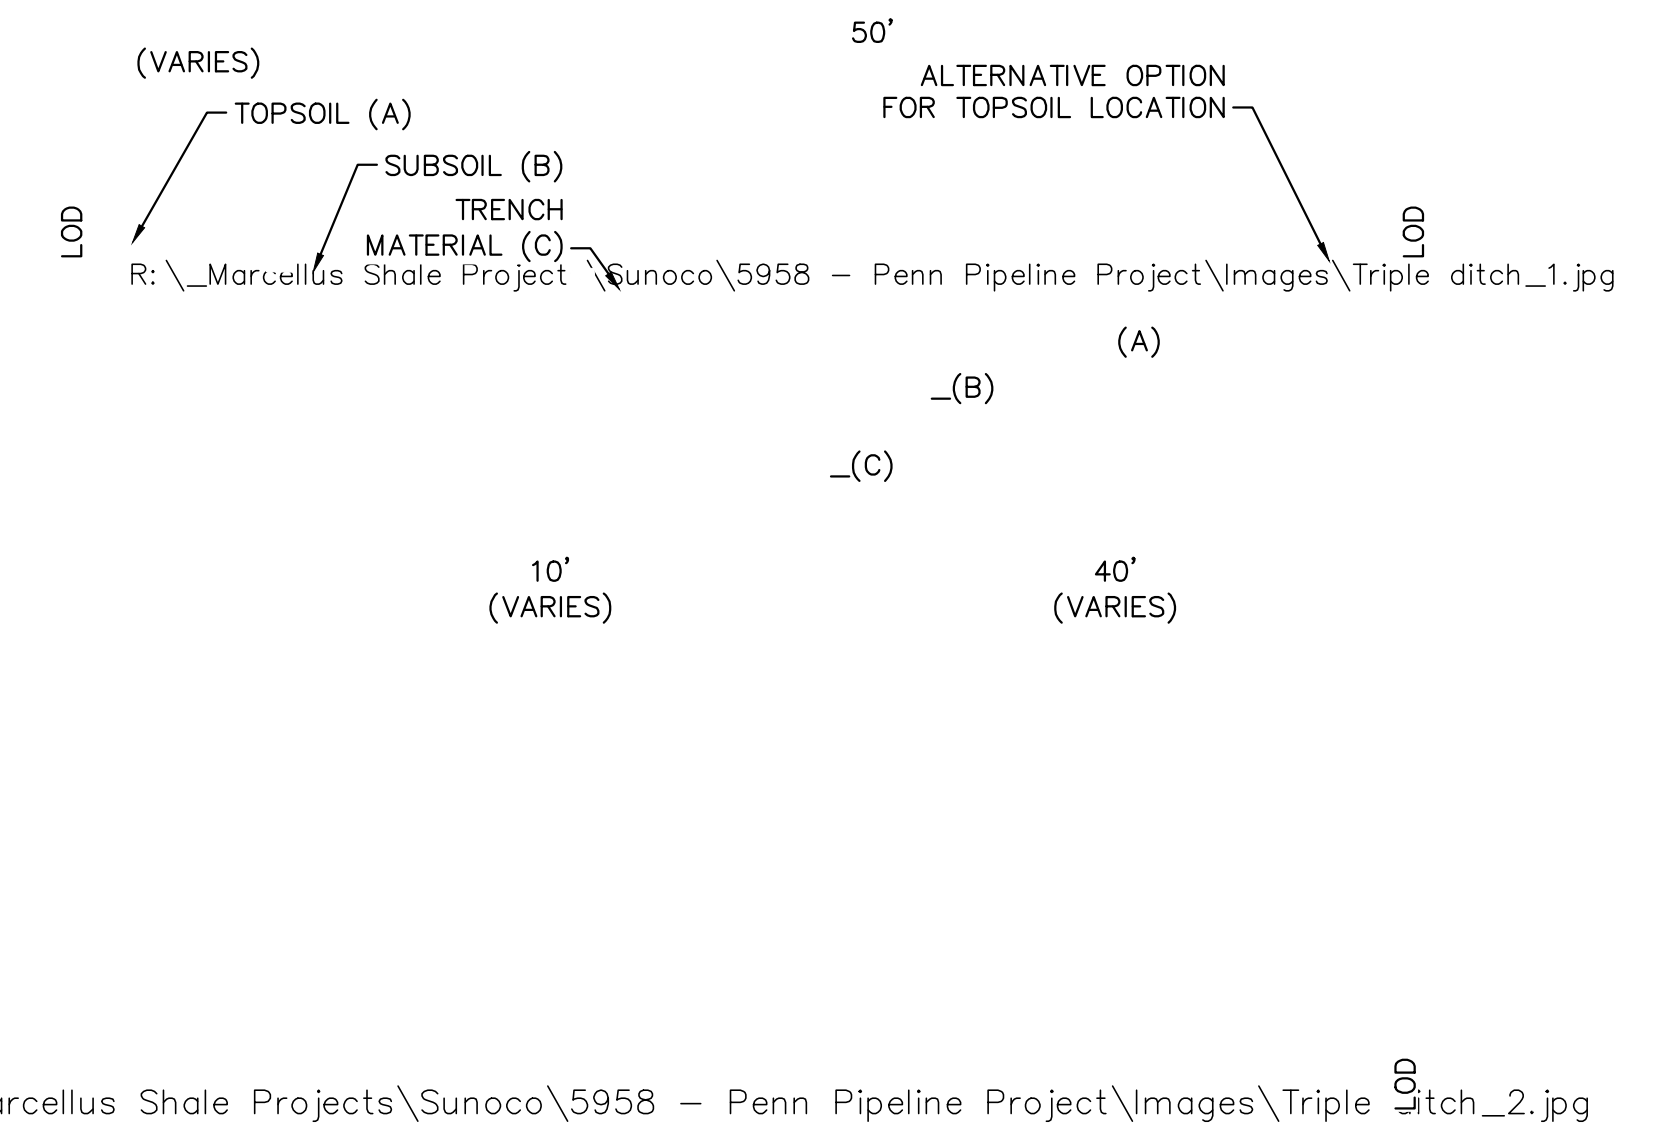 50'
(VARIES)
ALTERNATIVE OPTION
FOR TOPSOIL LOCATION
TOPSOIL (A)
SUBSOIL (B)
TRENCH
MATERIAL (C)
LOD
LOD
R:\_Marcellus Shale Project \Sunoco\5958 - Penn Pipeline Project\Images\Triple ditch_1.jpg
(A)
_(B)
_(C)
10'
(VARIES)
40'
(VARIES)
LOD
arcellus Shale Projects\Sunoco\5958 - Penn Pipeline Project\Images\Triple ditch_2.jpg